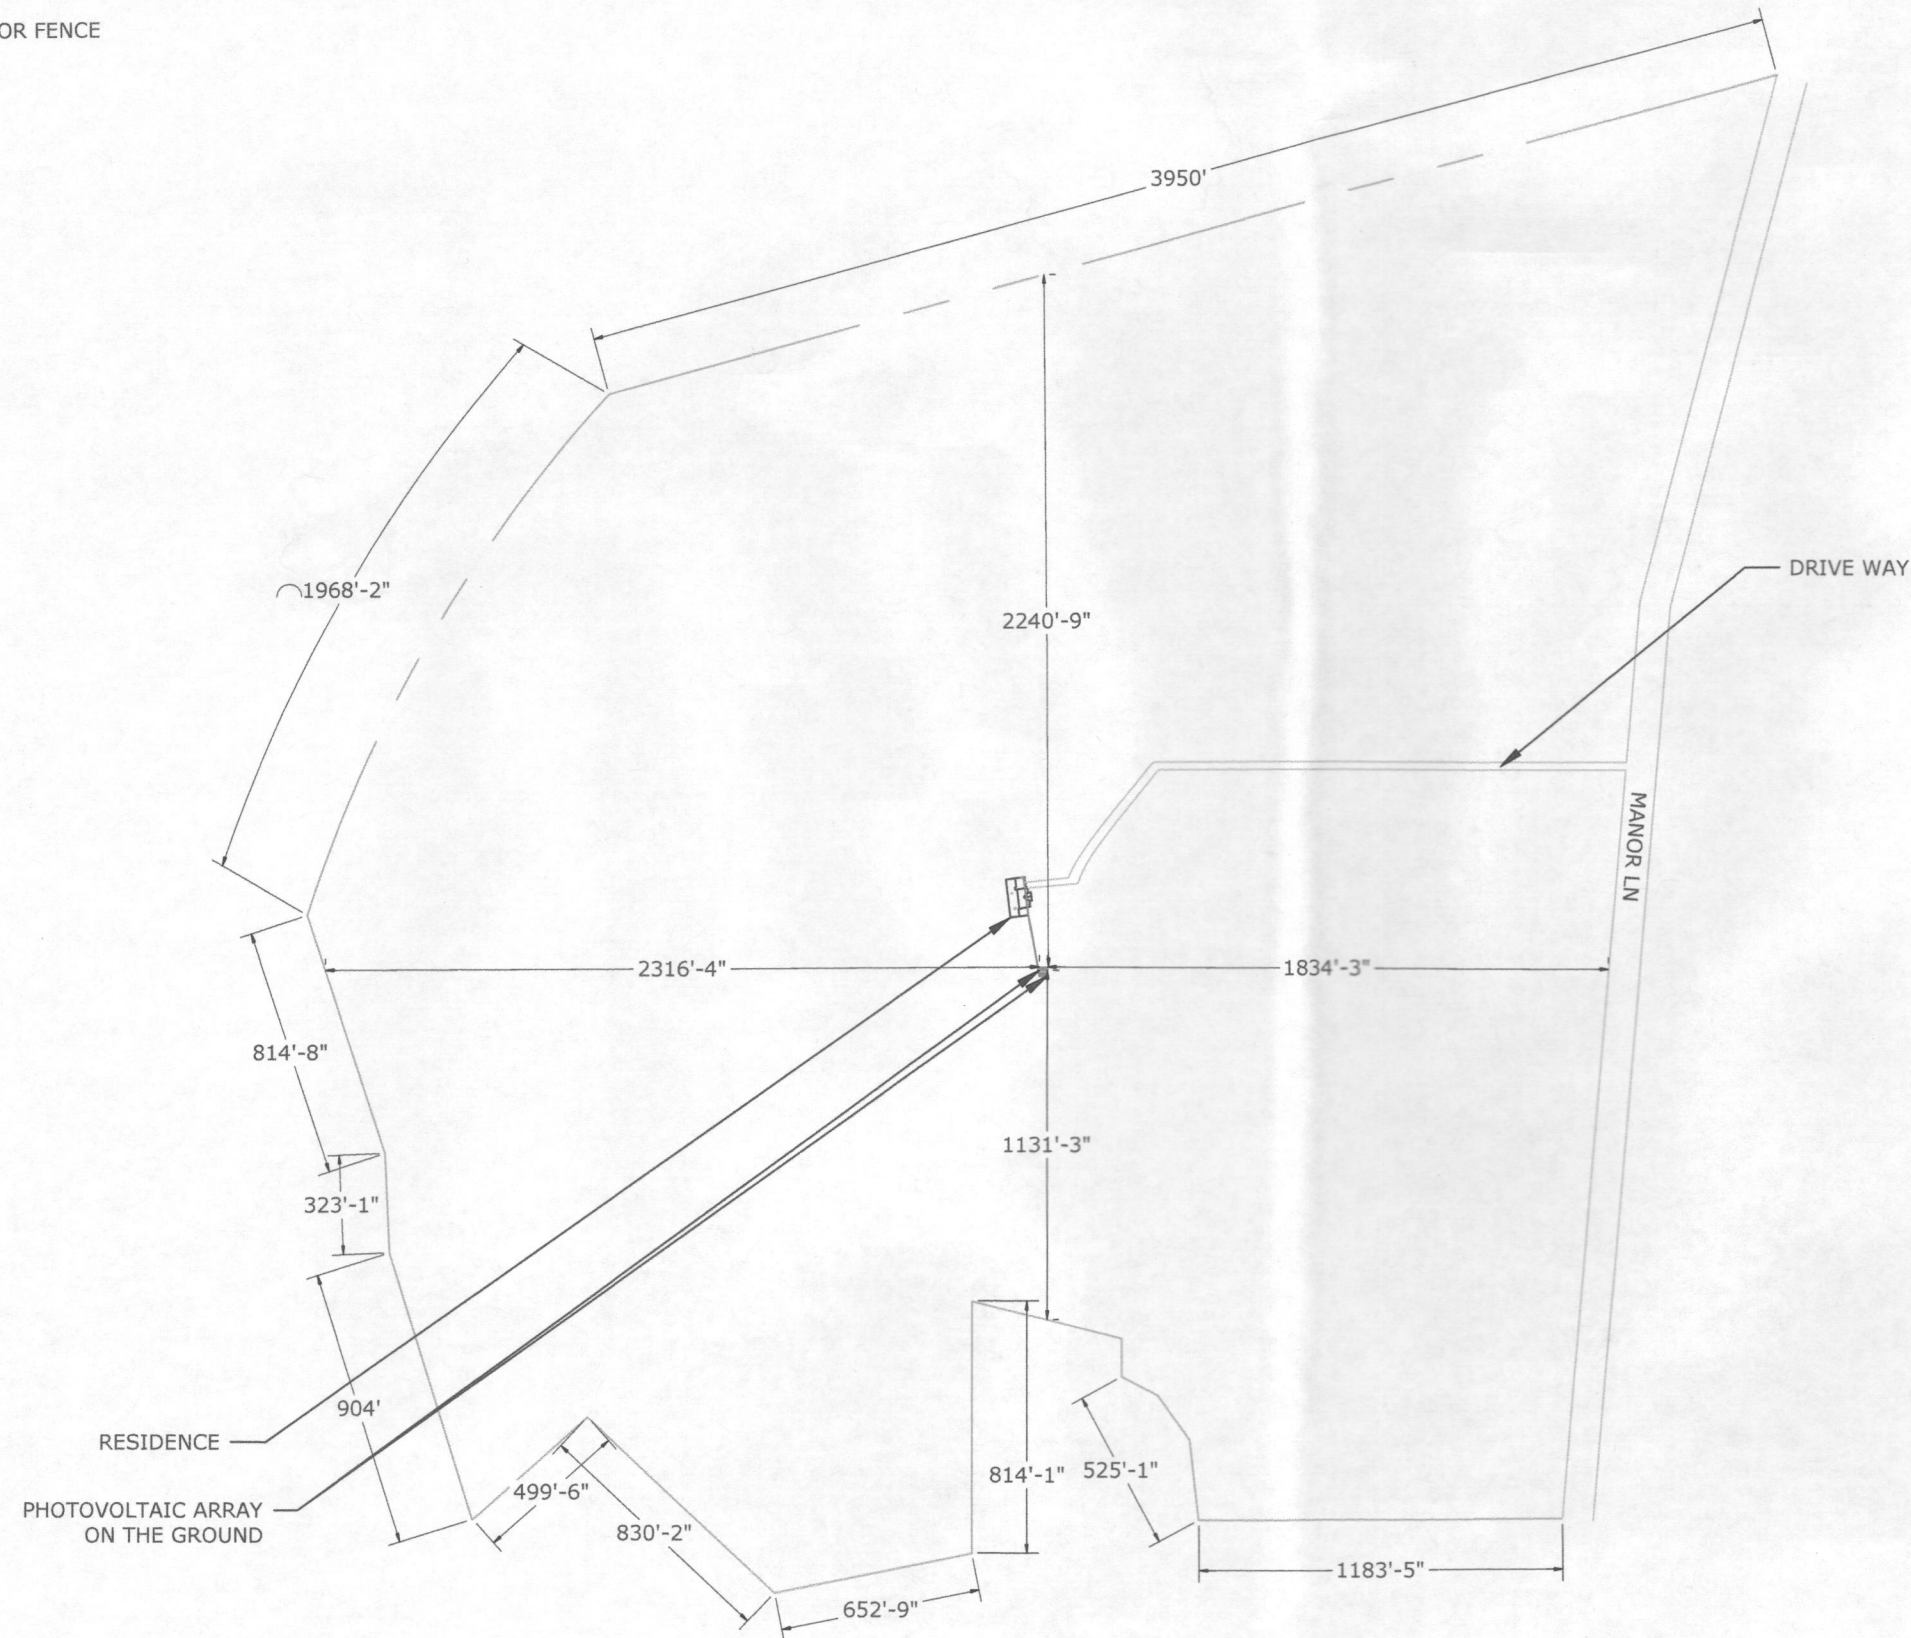 OR FENCE
3950'
1968'-2"
DRIVE WAY
2240'-9"
MANOR LN
2316'-4"
1834'-3"
814'-8"
1131'-3"
323'-1"
904'
RESIDENCE
814'-1"
525'-1"
499'-6"
PHOTOVOLTAIC ARRAY
ON THE GROUND
830'-2"
1183'-5"
652'-9"